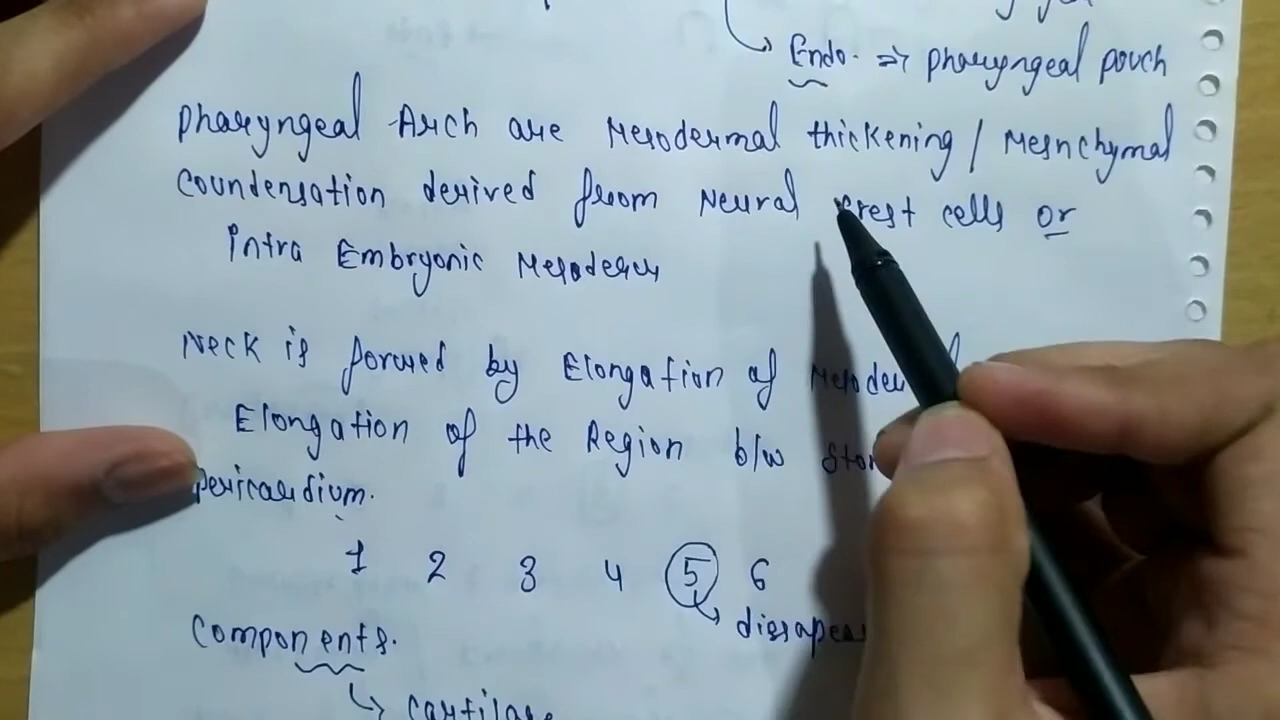 Endo. ⇒ pharyngeal pouch
pharyngeal Arch are Mesodermal thickening / Mesnchymal
Coundensation derived from Neural crest cells or
intra Embryonic Mesoderm
Neck is formed by Elongation of
Elongation of the Region b/w
pericardium.
1 2 3 4 5 6
Components.